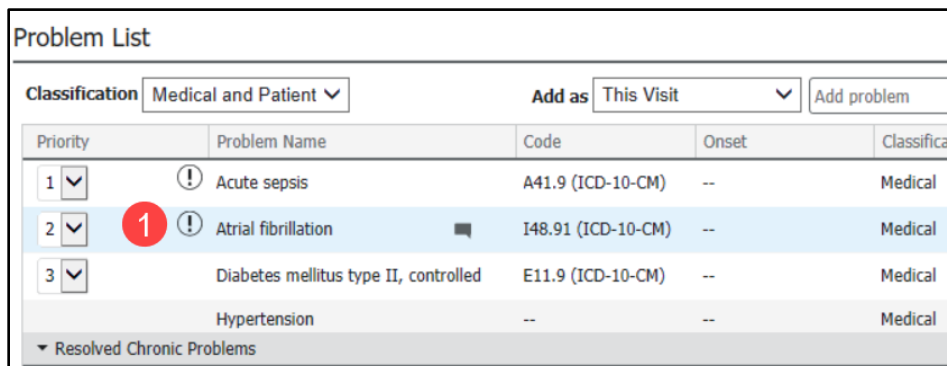 Problem List
Classification Medical and Patient Add as This Visit Add problem
Priority Problem Name Code Onset Classifica
1 Acute sepsis A41.9 (ICD-10-CM) -- Medical
2 1 Atrial fibrillation I48.91 (ICD-10-CM) -- Medical
3 Diabetes mellitus type II, controlled E11.9 (ICD-10-CM) -- Medical
Hypertension -- -- Medical
Resolved Chronic Problems